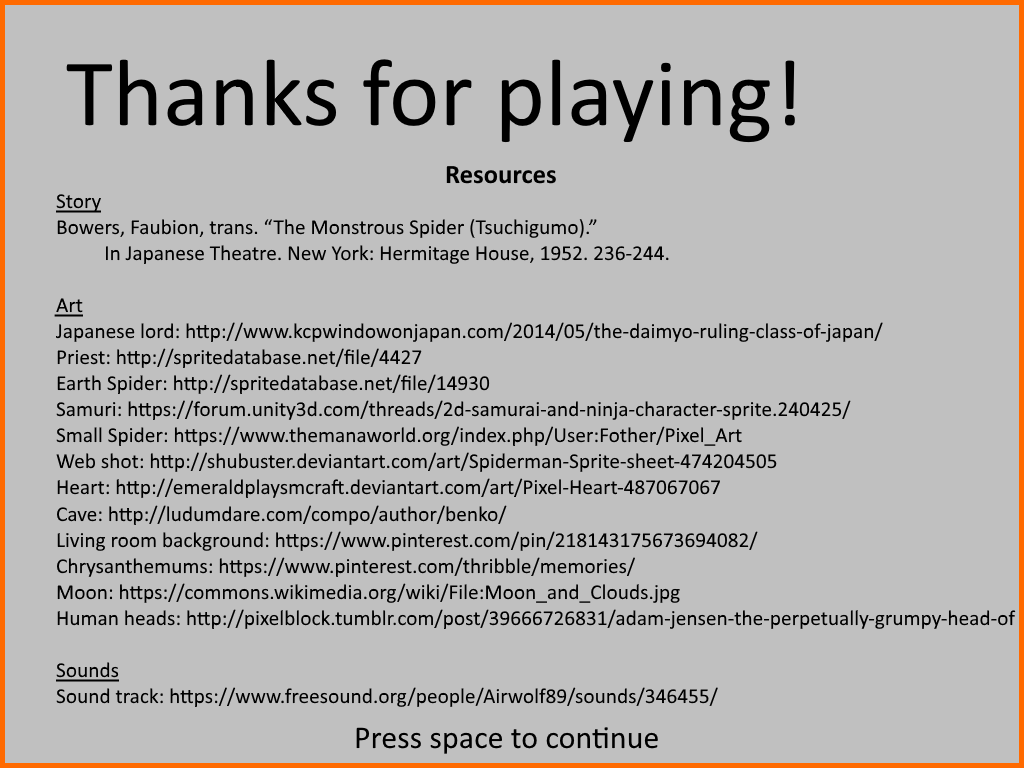 Thanks for playing!
Resources
Story
Bowers, Faubion, trans. “The Monstrous Spider (Tsuchigumo).”
In Japanese Theatre. New York: Hermitage House, 1952. 236-244.
Art
Japanese lord: http://www.kcpwindowonjapan.com/2014/05/the-daimyo-ruling-class-of-japan/
Priest: http://spritedatabase.net/file/4427
Earth Spider: http://spritedatabase.net/file/14930
Samuri: https://forum.unity3d.com/threads/2d-samurai-and-ninja-character-sprite.240425/
Small Spider: https://www.themanaworld.org/index.php/User:Fother/Pixel_Art
Web shot: http://shubuster.deviantart.com/art/Spiderman-Sprite-sheet-474204505
Heart: http://emeraldplaysmcraft.deviantart.com/art/Pixel-Heart-487067067
Cave: http://ludumdare.com/compo/author/benko/
Living room background: https://www.pinterest.com/pin/218143175673694082/
Chrysanthemums: https://www.pinterest.com/thribble/memories/
Moon: https://commons.wikimedia.org/wiki/File:Moon_and_Clouds.jpg
Human heads: http://pixelblock.tumblr.com/post/39666726831/adam-jensen-the-perpetually-grumpy-head-of
Sounds
Sound track: https://www.freesound.org/people/Airwolf89/sounds/346455/
Press space to continue